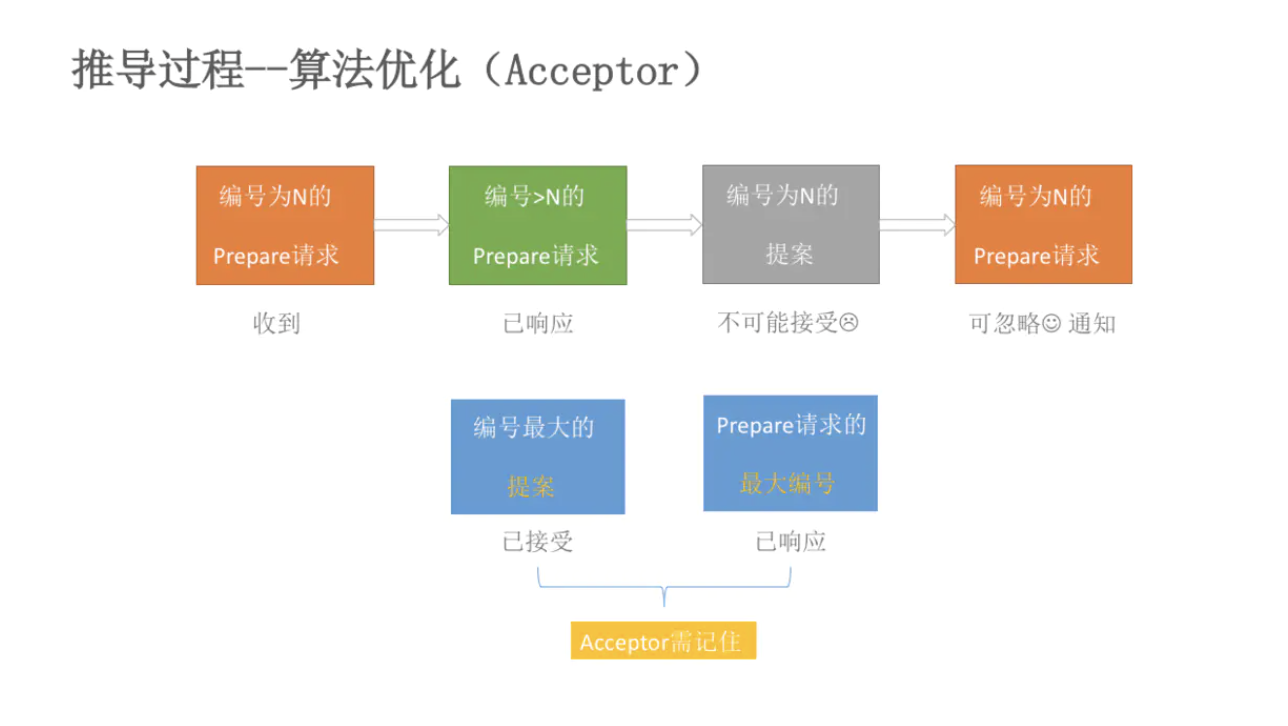 推导过程--算法优化（Acceptor）
编号为N的
Prepare请求
收到
编号>N的
Prepare请求
已响应
编号为N的
提案
不可能接受☹
编号为N的
Prepare请求
可忽略☺ 通知
编号最大的
提案
已接受
Prepare请求的
最大编号
已响应
Acceptor需记住